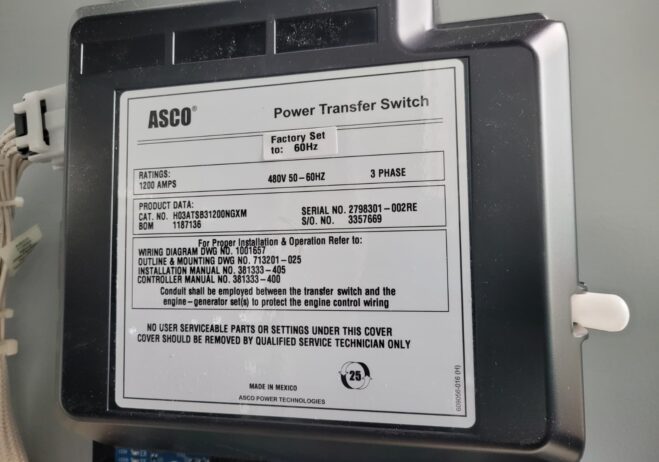 ASCO® Power Transfer Switch
Factory Set
to: 60Hz
RATINGS:
1200 AMPS 480V 50-60HZ 3 PHASE
PRODUCT DATA:
CAT. NO. H03ATSB31200NGXM SERIAL NO. 2798301-002RE
BOM 1187136 S/O. NO. 3357669
For Proper Installation & Operation Refer to:
WIRING DIAGRAM DWG NO. 1001657
OUTLINE & MOUNTING DWG NO. 713201-025
INSTALLATION MANUAL NO. 381333-405
CONTROLLER MANUAL NO. 381333-400
Conduit shall be employed between the transfer switch and the
engine-generator set(s) to protect the engine control wiring
NO USER SERVICEABLE PARTS OR SETTINGS UNDER THIS COVER
COVER SHOULD BE REMOVED BY QUALIFIED SERVICE TECHNICIAN ONLY
25
MADE IN MEXICO
ASCO POWER TECHNOLOGIES
609056-016 (H)